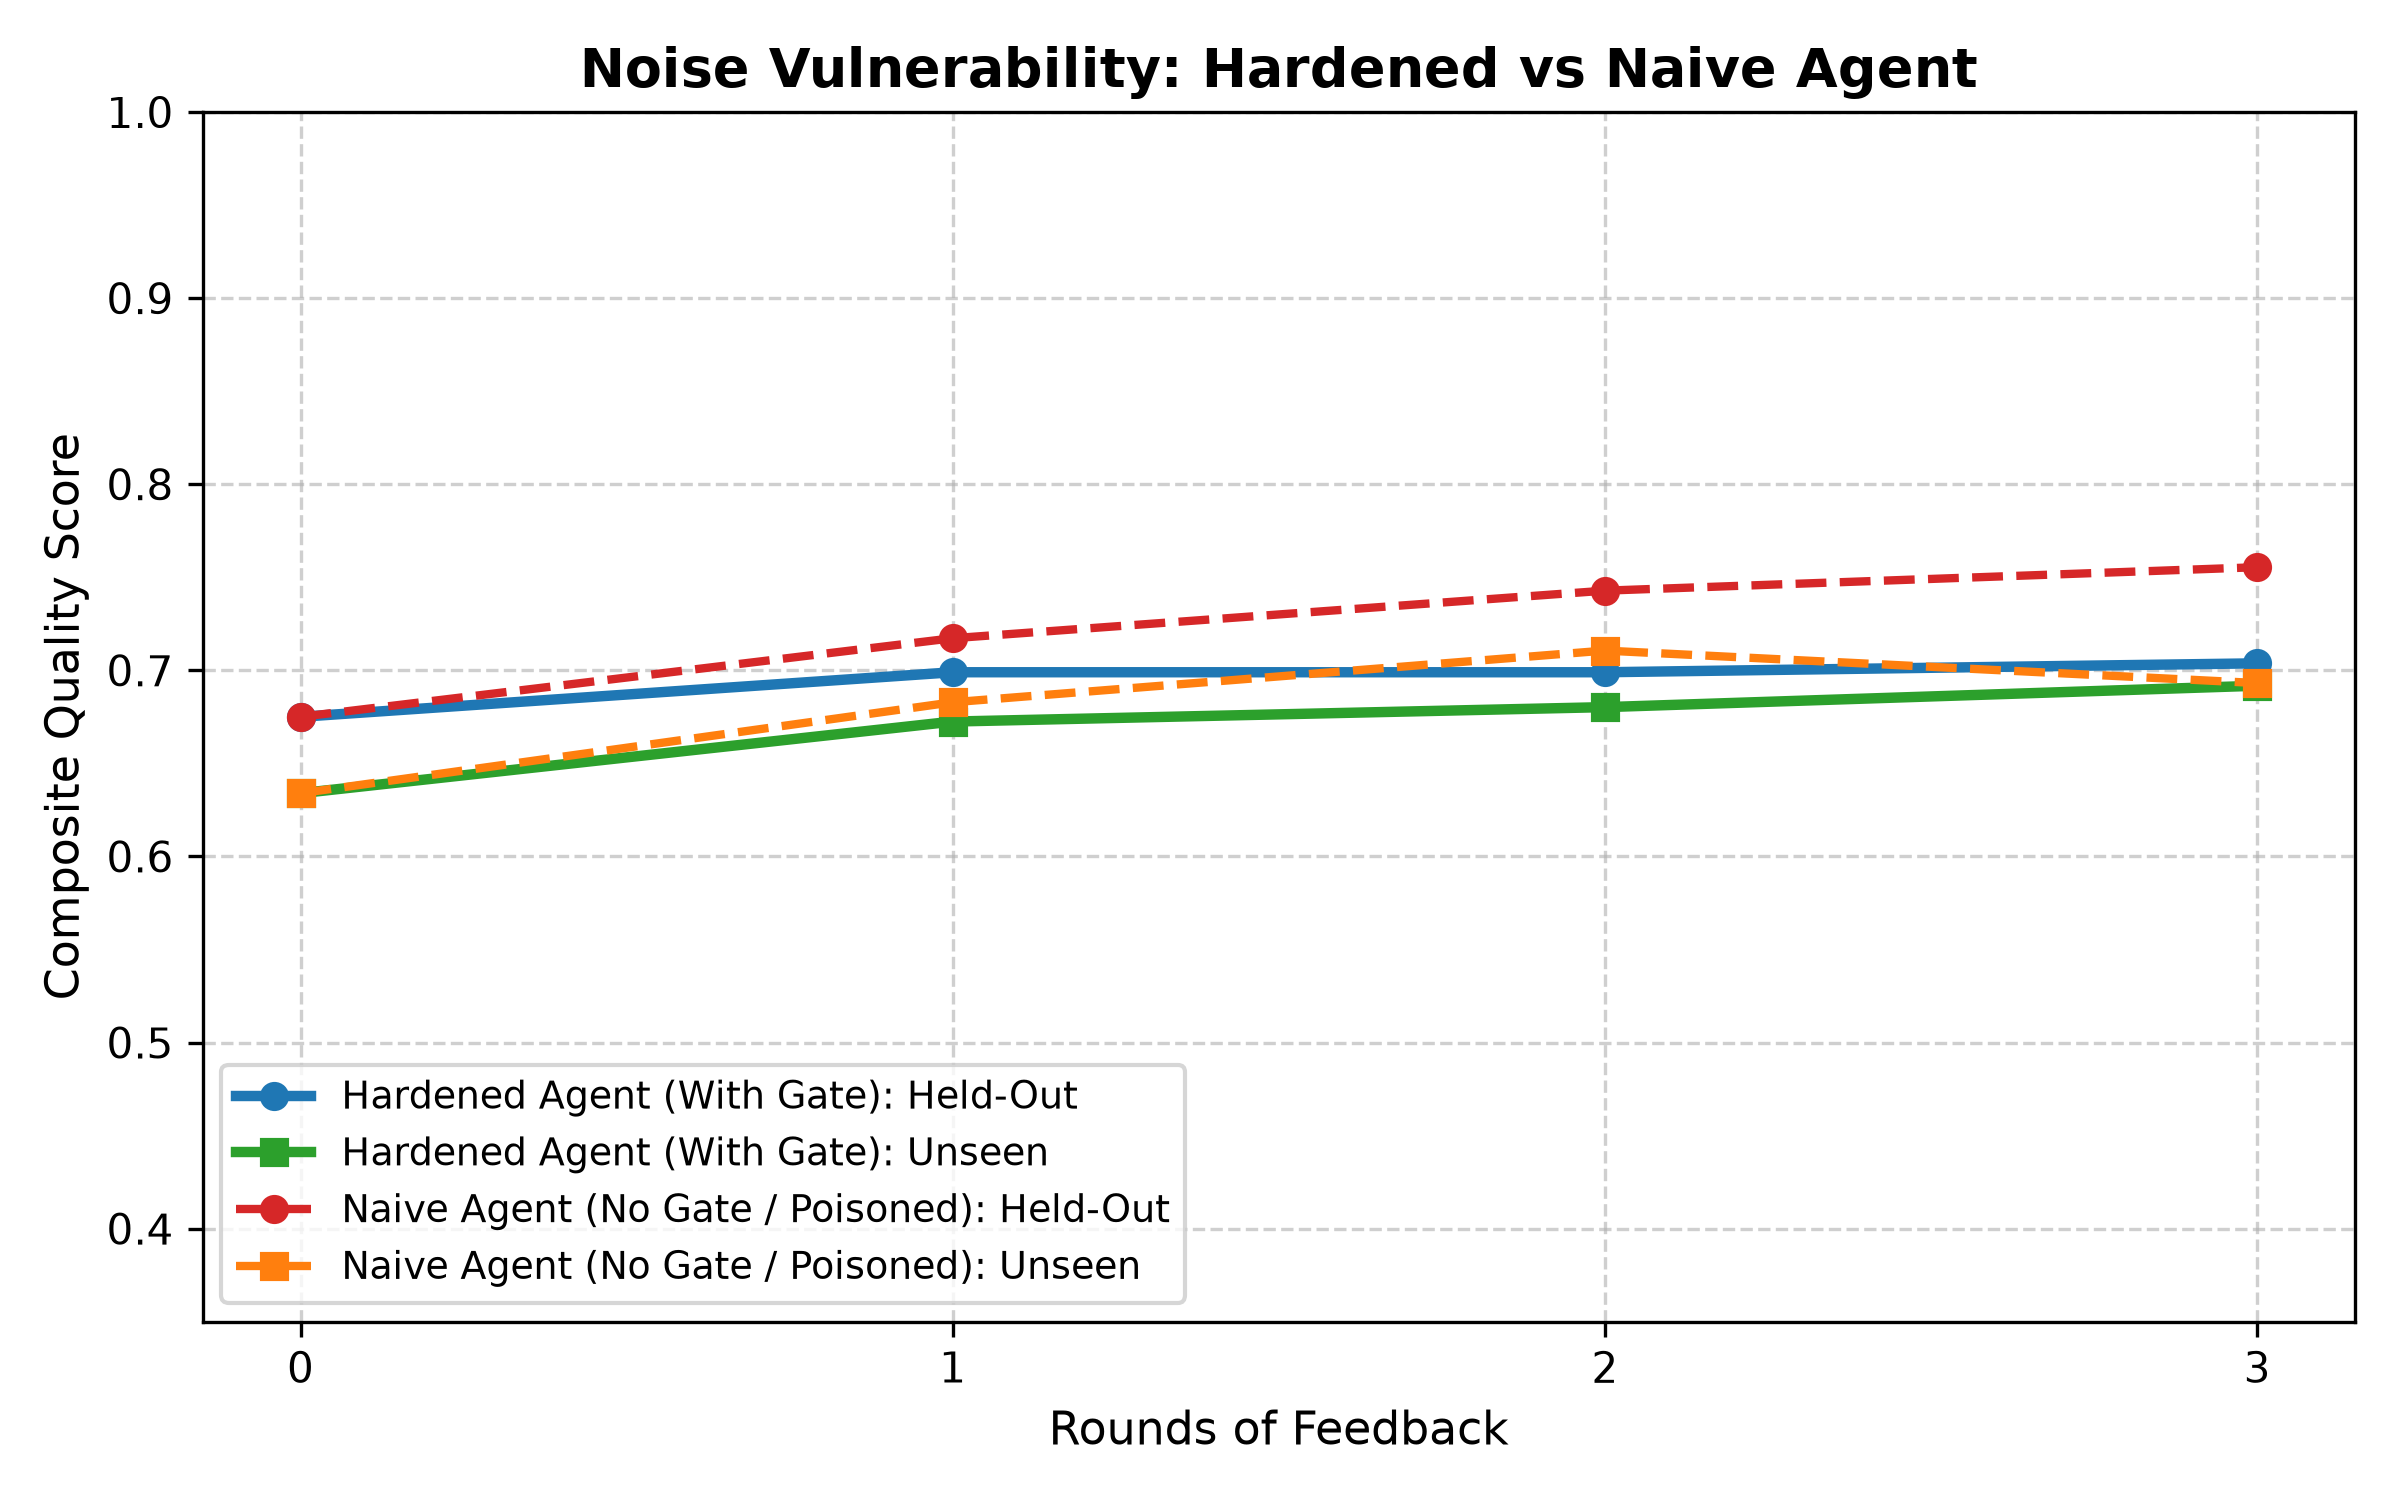 Noise Vulnerability: Hardened vs Naive Agent
1.0
0.9
0.8
0.7
0.6
0.5
0.4
Composite Quality Score
Hardened Agent (With Gate): Held-Out
Hardened Agent (With Gate): Unseen
Naive Agent (No Gate / Poisoned): Held-Out
Naive Agent (No Gate / Poisoned): Unseen
0 1 2 3
Rounds of Feedback